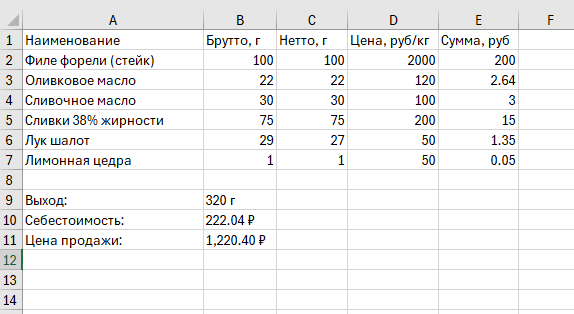 A B C D E F
1 Наименование Брутто, г Нетто, г Цена, руб/кг Сумма, руб
2 Филе форели (стейк) 100 100 2000 200
3 Оливковое масло 22 22 120 2.64
4 Сливочное масло 30 30 100 3
5 Сливки 38% жирности 75 75 200 15
6 Лук шалот 29 27 50 1.35
7 Лимонная цедра 1 1 50 0.05
8
9 Выход: 320 г
10 Себестоимость: 222.04 ₽
11 Цена продажи: 1,220.40 ₽
12
13
14